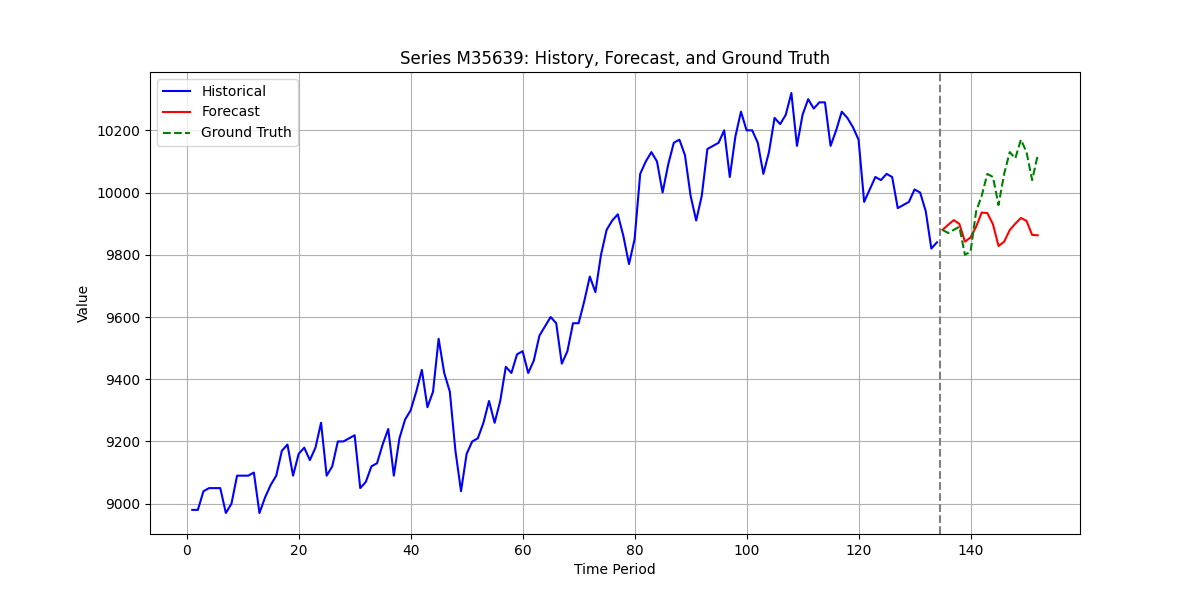 Series M35639: History, Forecast, and Ground Truth
Historical
Forecast
Ground Truth
10200
10000
9800
9600
9400
9200
9000
Value
0 20 40 60 80 100 120 140
Time Period